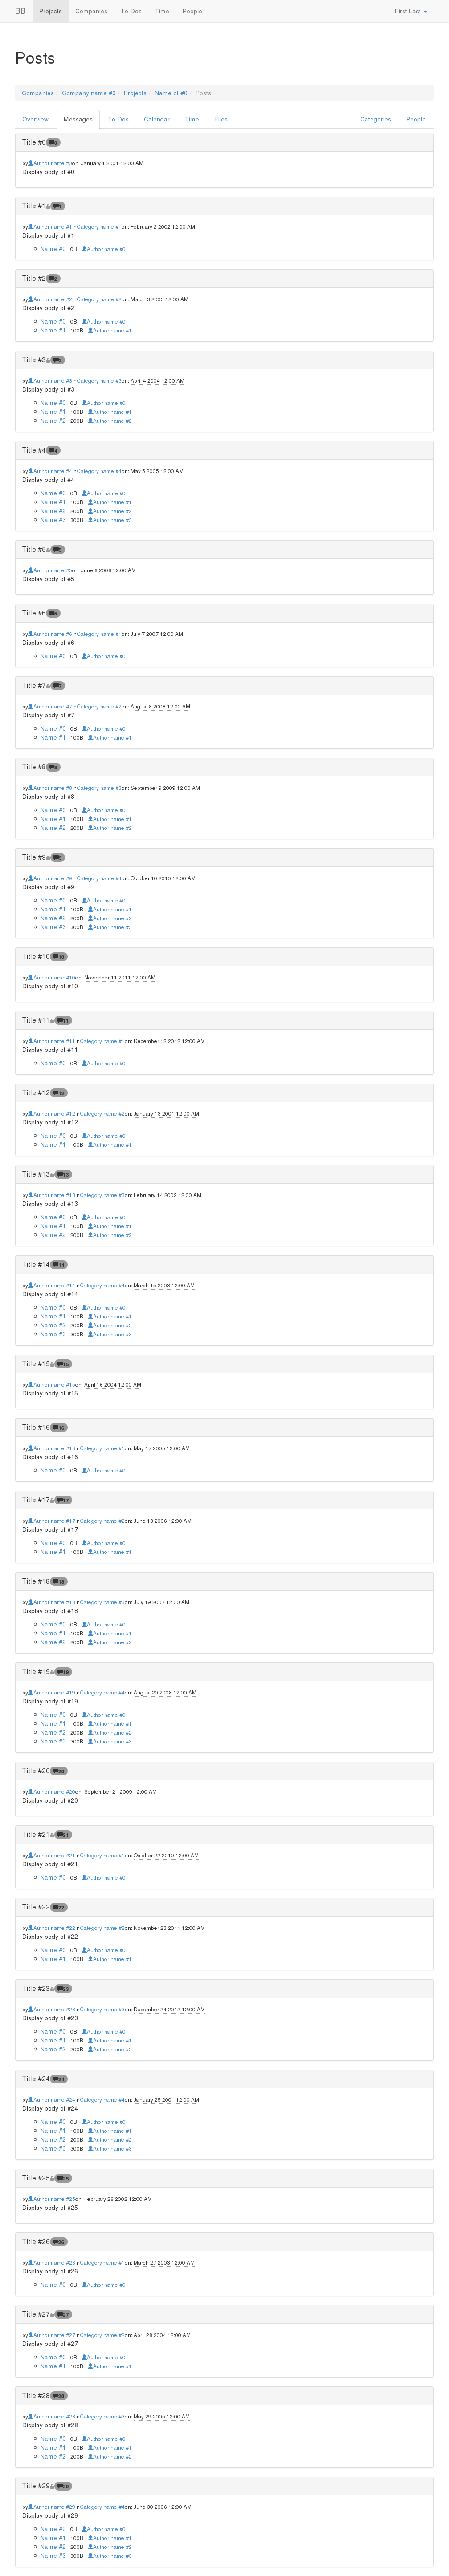 BB Projects Companies To-Dos Time People First Last
Posts
Companies / Company name #0 / Projects / Name of #0 / Posts
Overview Messages To-Dos Calendar Time Files Categories People
Title #0 0
by Author name #0 on: January 1 2001 12:00 AM
Display body of #0
Title #1 1
by Author name #1 in Category name #1 on: February 2 2002 12:00 AM
Display body of #1
Name #0 0B Author name #0
Title #2 2
by Author name #2 in Category name #2 on: March 3 2003 12:00 AM
Display body of #2
Name #0 0B Author name #0
Name #1 100B Author name #1
Title #3 3
by Author name #3 in Category name #3 on: April 4 2004 12:00 AM
Display body of #3
Name #0 0B Author name #0
Name #1 100B Author name #1
Name #2 200B Author name #2
Title #4 4
by Author name #4 in Category name #4 on: May 5 2005 12:00 AM
Display body of #4
Name #0 0B Author name #0
Name #1 100B Author name #1
Name #2 200B Author name #2
Name #3 300B Author name #3
Title #5 5
by Author name #5 on: June 6 2006 12:00 AM
Display body of #5
Title #6 6
by Author name #6 in Category name #1 on: July 7 2007 12:00 AM
Display body of #6
Name #0 0B Author name #0
Title #7 7
by Author name #7 in Category name #2 on: August 8 2008 12:00 AM
Display body of #7
Name #0 0B Author name #0
Name #1 100B Author name #1
Title #8 8
by Author name #8 in Category name #3 on: September 9 2009 12:00 AM
Display body of #8
Name #0 0B Author name #0
Name #1 100B Author name #1
Name #2 200B Author name #2
Title #9 9
by Author name #9 in Category name #4 on: October 10 2010 12:00 AM
Display body of #9
Name #0 0B Author name #0
Name #1 100B Author name #1
Name #2 200B Author name #2
Name #3 300B Author name #3
Title #10 10
by Author name #10 on: November 11 2011 12:00 AM
Display body of #10
Title #11 11
by Author name #11 in Category name #1 on: December 12 2012 12:00 AM
Display body of #11
Name #0 0B Author name #0
Title #12 12
by Author name #12 in Category name #2 on: January 13 2001 12:00 AM
Display body of #12
Name #0 0B Author name #0
Name #1 100B Author name #1
Title #13 13
by Author name #13 in Category name #3 on: February 14 2002 12:00 AM
Display body of #13
Name #0 0B Author name #0
Name #1 100B Author name #1
Name #2 200B Author name #2
Title #14 14
by Author name #14 in Category name #4 on: March 15 2003 12:00 AM
Display body of #14
Name #0 0B Author name #0
Name #1 100B Author name #1
Name #2 200B Author name #2
Name #3 300B Author name #3
Title #15 15
by Author name #15 on: April 16 2004 12:00 AM
Display body of #15
Title #16 16
by Author name #16 in Category name #1 on: May 17 2005 12:00 AM
Display body of #16
Name #0 0B Author name #0
Title #17 17
by Author name #17 in Category name #2 on: June 18 2006 12:00 AM
Display body of #17
Name #0 0B Author name #0
Name #1 100B Author name #1
Title #18 18
by Author name #18 in Category name #3 on: July 19 2007 12:00 AM
Display body of #18
Name #0 0B Author name #0
Name #1 100B Author name #1
Name #2 200B Author name #2
Title #19 19
by Author name #19 in Category name #4 on: August 20 2008 12:00 AM
Display body of #19
Name #0 0B Author name #0
Name #1 100B Author name #1
Name #2 200B Author name #2
Name #3 300B Author name #3
Title #20 20
by Author name #20 on: September 21 2009 12:00 AM
Display body of #20
Title #21 21
by Author name #21 in Category name #1 on: October 22 2010 12:00 AM
Display body of #21
Name #0 0B Author name #0
Title #22 22
by Author name #22 in Category name #2 on: November 23 2011 12:00 AM
Display body of #22
Name #0 0B Author name #0
Name #1 100B Author name #1
Title #23 23
by Author name #23 in Category name #3 on: December 24 2012 12:00 AM
Display body of #23
Name #0 0B Author name #0
Name #1 100B Author name #1
Name #2 200B Author name #2
Title #24 24
by Author name #24 in Category name #4 on: January 25 2001 12:00 AM
Display body of #24
Name #0 0B Author name #0
Name #1 100B Author name #1
Name #2 200B Author name #2
Name #3 300B Author name #3
Title #25 25
by Author name #25 on: February 26 2002 12:00 AM
Display body of #25
Title #26 26
by Author name #26 in Category name #1 on: March 27 2003 12:00 AM
Display body of #26
Name #0 0B Author name #0
Title #27 27
by Author name #27 in Category name #2 on: April 28 2004 12:00 AM
Display body of #27
Name #0 0B Author name #0
Name #1 100B Author name #1
Title #28 28
by Author name #28 in Category name #3 on: May 29 2005 12:00 AM
Display body of #28
Name #0 0B Author name #0
Name #1 100B Author name #1
Name #2 200B Author name #2
Title #29 29
by Author name #29 in Category name #4 on: June 30 2006 12:00 AM
Display body of #29
Name #0 0B Author name #0
Name #1 100B Author name #1
Name #2 200B Author name #2
Name #3 300B Author name #3